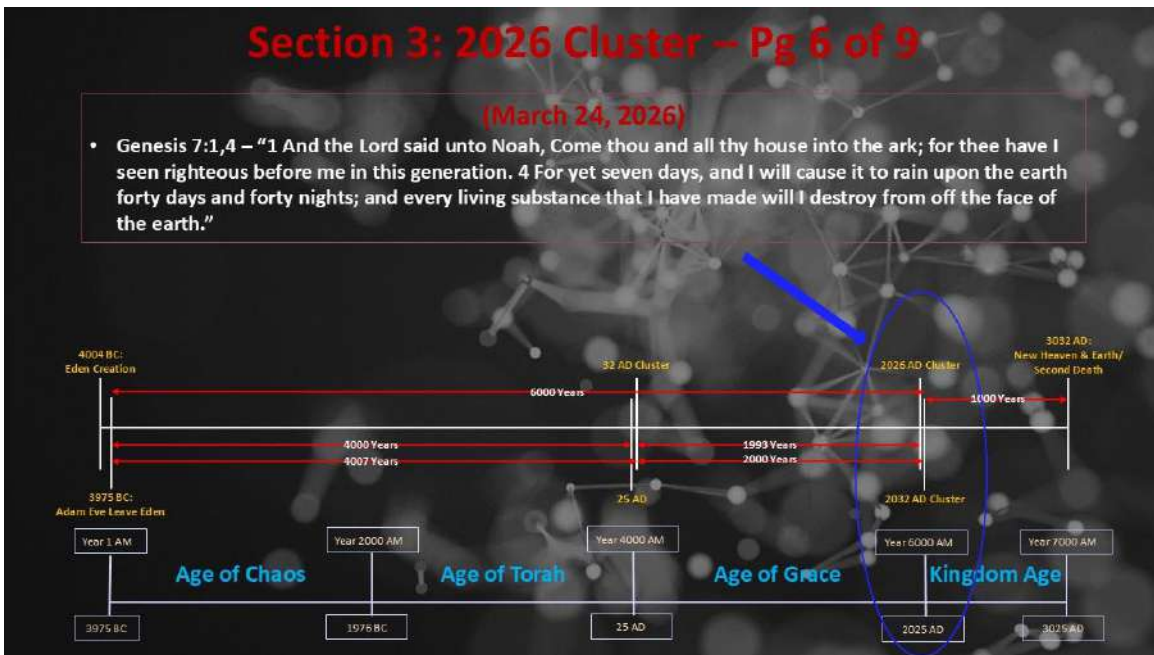 Section 3: 2026 Cluster – Pg 6 of 9
(March 24, 2026)
• Genesis 7:1,4 – “1 And the Lord said unto Noah, Come thou and all thy house into the ark; for thee have I
seen righteous before me in this generation. 4 For yet seven days, and I will cause it to rain upon the earth
forty days and forty nights; and every living substance that I have made will I destroy from off the face of
the earth.”
4004 BC:
Eden Creation
32 AD Cluster
2026 AD Cluster
3032 AD:
New Heaven & Earth/
Second Death
6000 Years
1000 Years
4000 Years
1993 Years
4007 Years
2000 Years
3975 BC:
Adam Eve Leave Eden
25 AD
2032 AD Cluster
Year 1 AM
Year 2000 AM
Year 4000 AM
Year 6000 AM
Year 7000 AM
Age of Chaos
Age of Torah
Age of Grace
Kingdom Age
3975 BC
1976 BC
25 AD
2025 AD
3025 AD